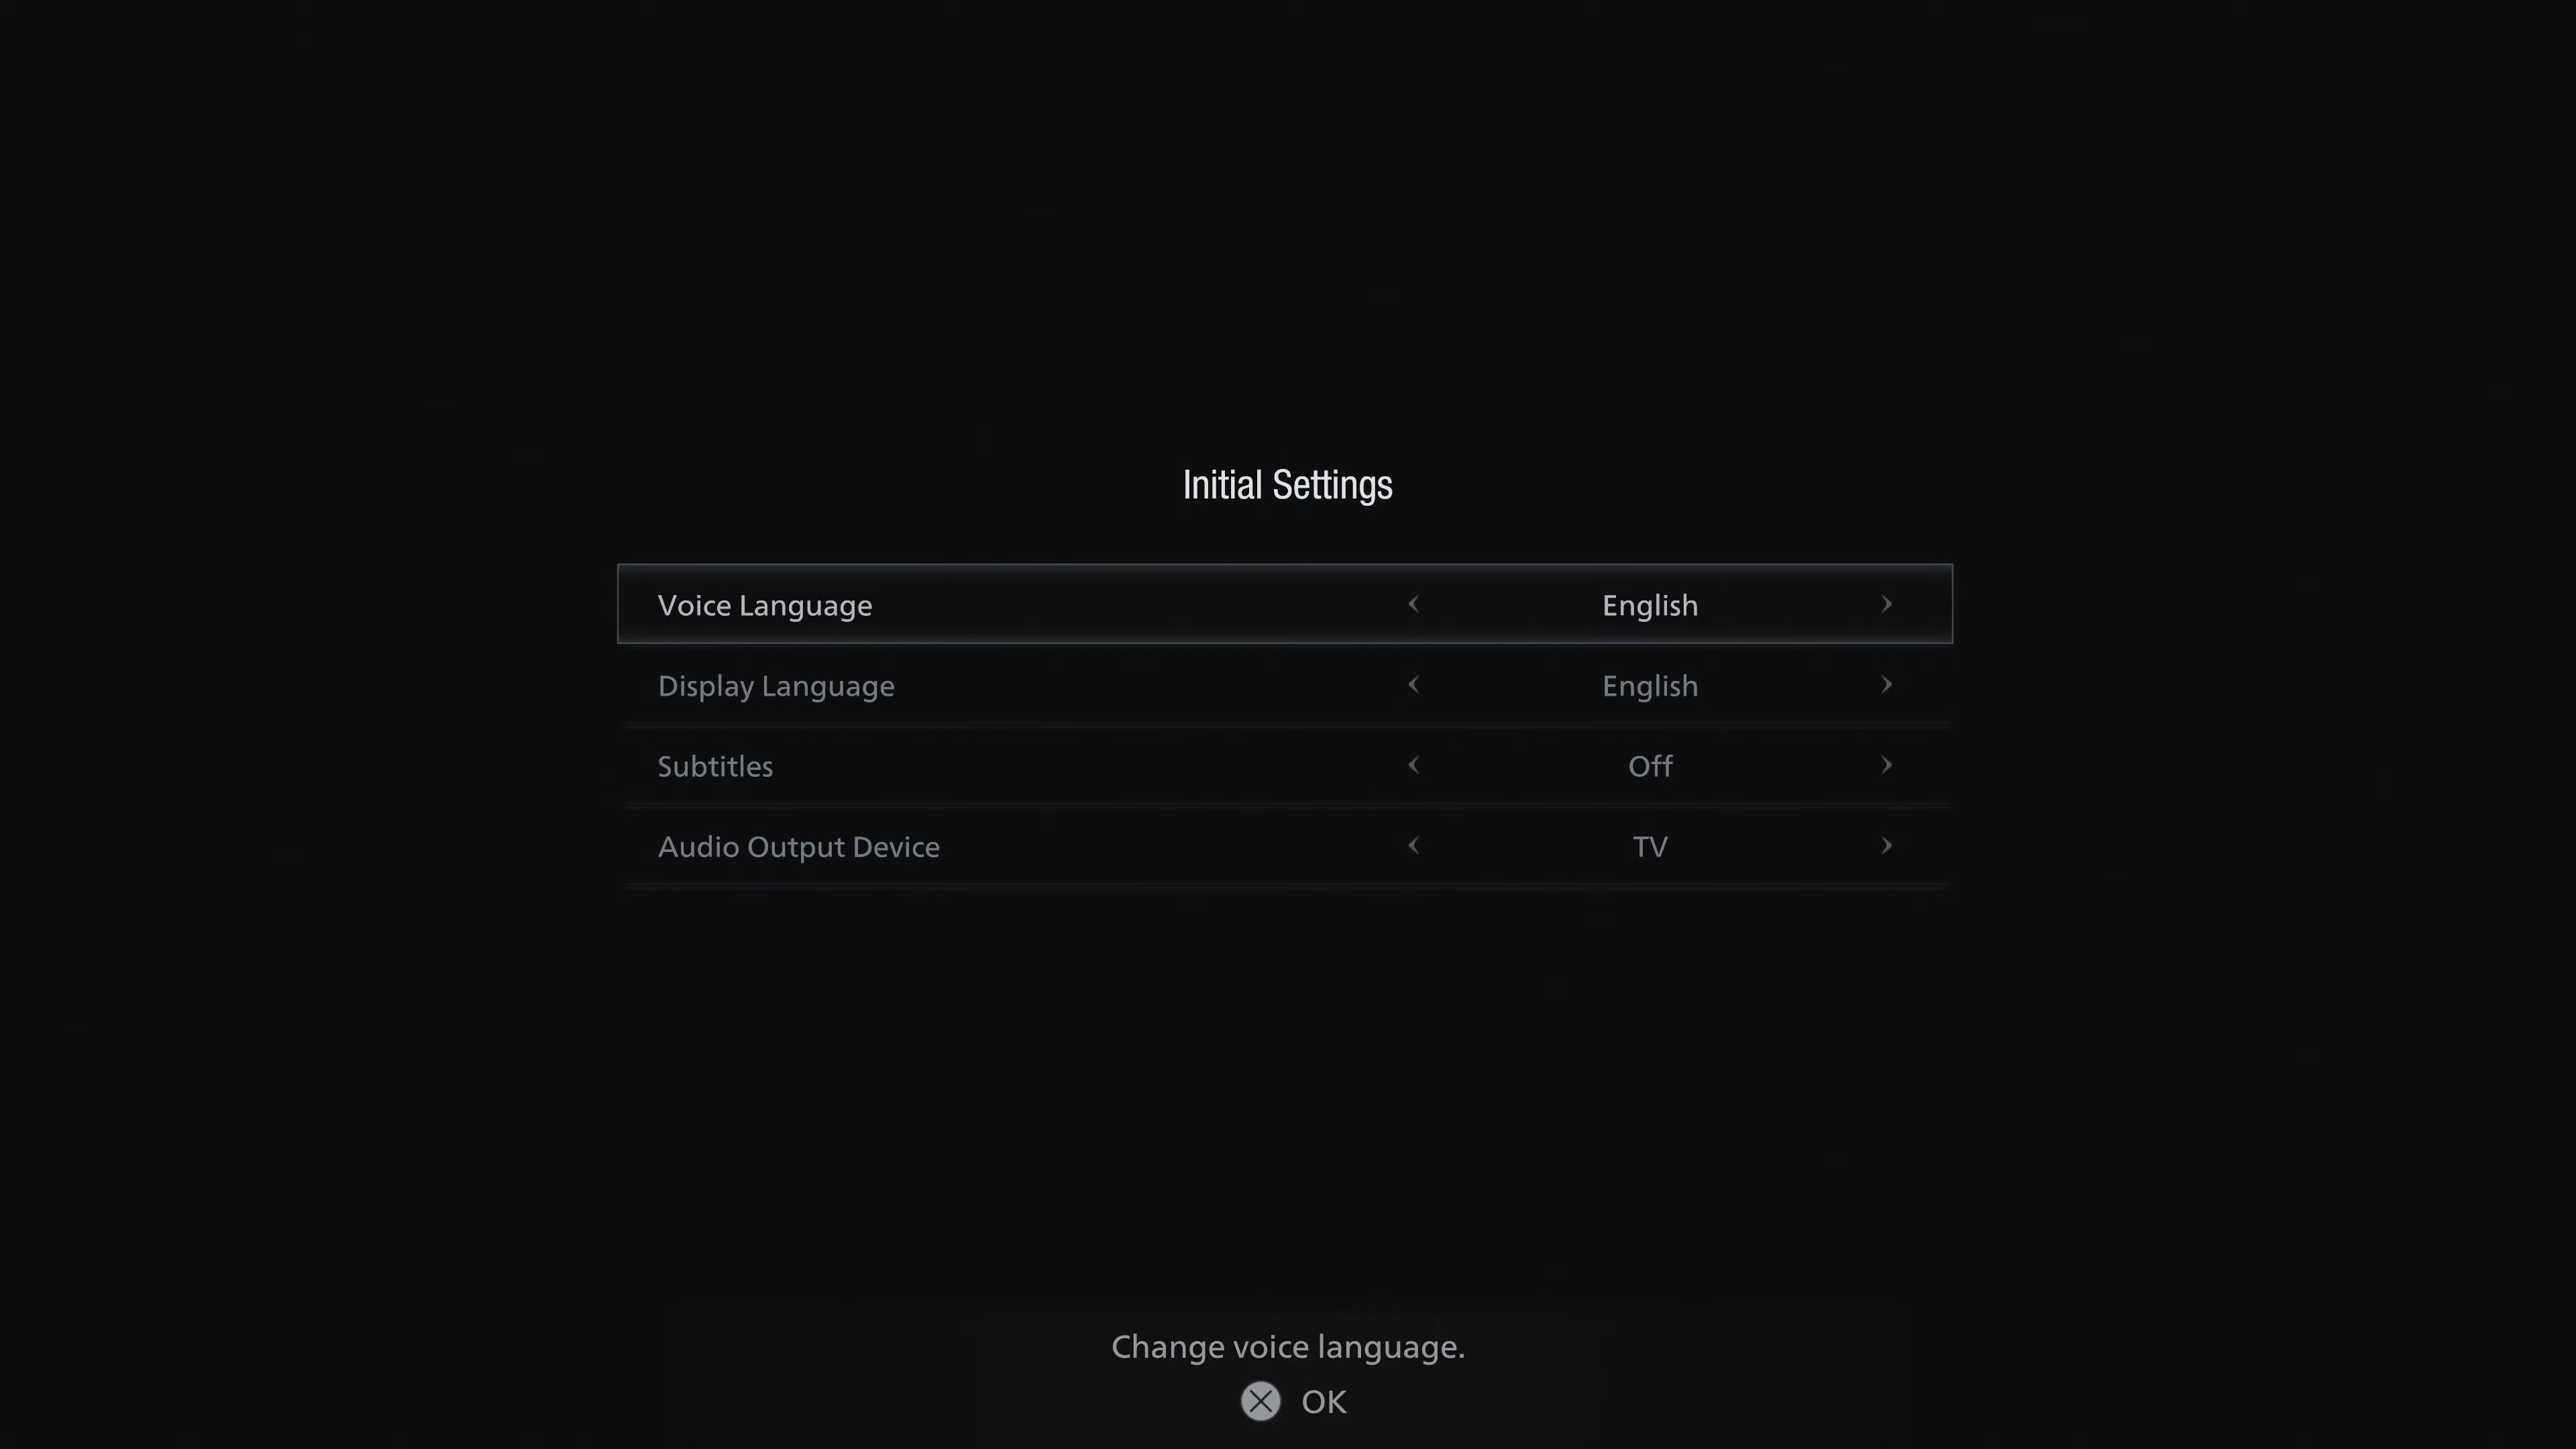 Initial Settings
Voice Language English
Display Language English
Subtitles Off
Audio Output Device TV
Change voice language.
OK